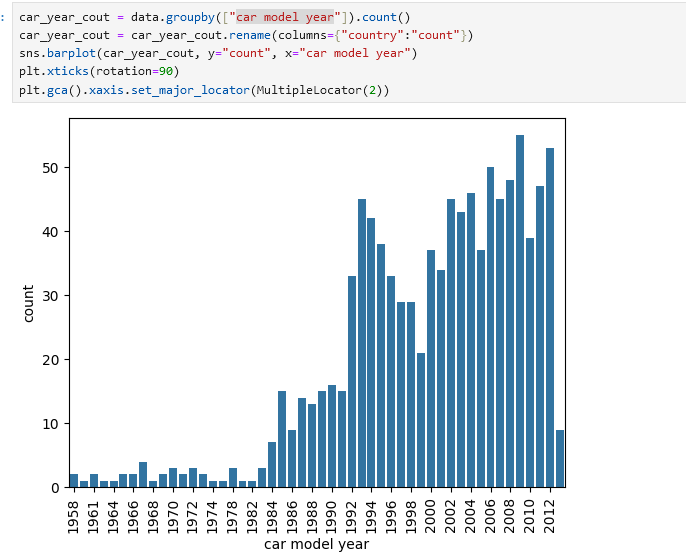 : car_year_cout = data.groupby(["car model year"]).count()
car_year_cout = car_year_cout.rename(columns={"country":"count"})
sns.barplot(car_year_cout, y="count", x="car model year")
plt.xticks(rotation=90)
plt.gca().xaxis.set_major_locator(MultipleLocator(2))
50
40
30
20
10
0
count
1958 1961 1964 1966 1968 1970 1972 1974 1978 1982 1984 1986 1988 1990 1992 1994 1996 1998 2000 2002 2004 2006 2008 2010 2012
car model year